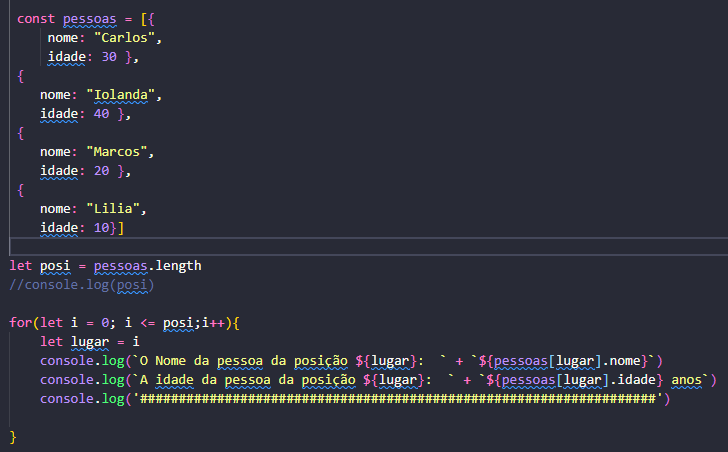 const pessoas = [{
nome: "Carlos",
idade: 30 },
{
nome: "Iolanda",
idade: 40 },
{
nome: "Marcos",
idade: 20 },
{
nome: "Lilia",
idade: 10}]
let posi = pessoas.length
//console.log(posi)
for(let i = 0; i <= posi;i++){
let lugar = i
console.log(`O Nome da pessoa da posição ${lugar}:  ` + `${pessoas[lugar].nome}`)
console.log(`A idade da pessoa da posição ${lugar}:  ` + `${pessoas[lugar].idade} anos`)
console.log('###################################################################')
}